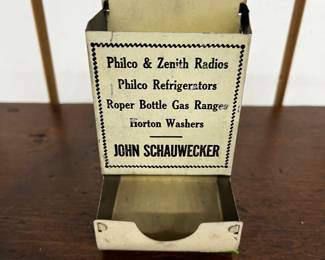 Philco & Zenith Radios
Philco Refrigerators
Roper Bottle Gas Ranges
Horton Washers
JOHN SCHAUWECKER